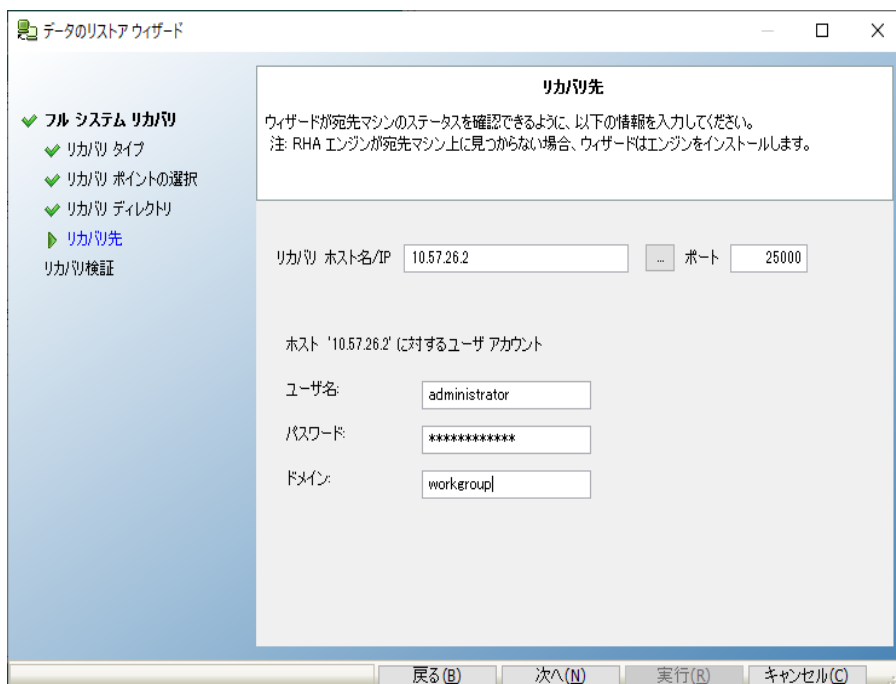 データのリストア ウィザード
リカバリ先
ウィザードが宛先マシンのステータスを確認できるように、以下の情報を入力してください。
注: RHA エンジンが宛先マシン上に見つからない場合、ウィザードはエンジンをインストールします。
フル システム リカバリ
リカバリ タイプ
リカバリ ポイントの選択
リカバリ ディレクトリ
リカバリ先
リカバリ検証
リカバリ ホスト名/IP 10.57.26.2 ... ポート 25000
ホスト '10.57.26.2' に対するユーザ アカウント
ユーザ名: administrator
パスワード: ************
ドメイン: workgroup
戻る(B) 次へ(N) 実行(R) キャンセル(C)